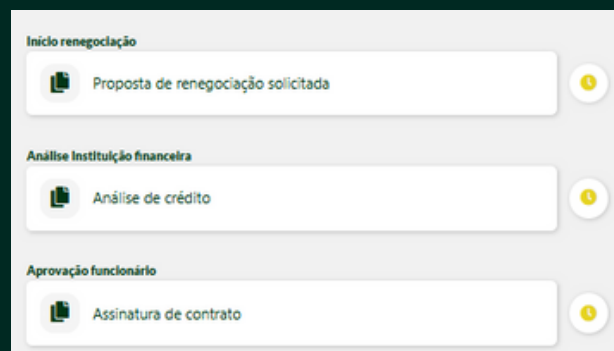 Início renegociação
Proposta de renegociação solicitada
Análise Instituição financeira
Análise de crédito
Aprovação funcionário
Assinatura de contrato